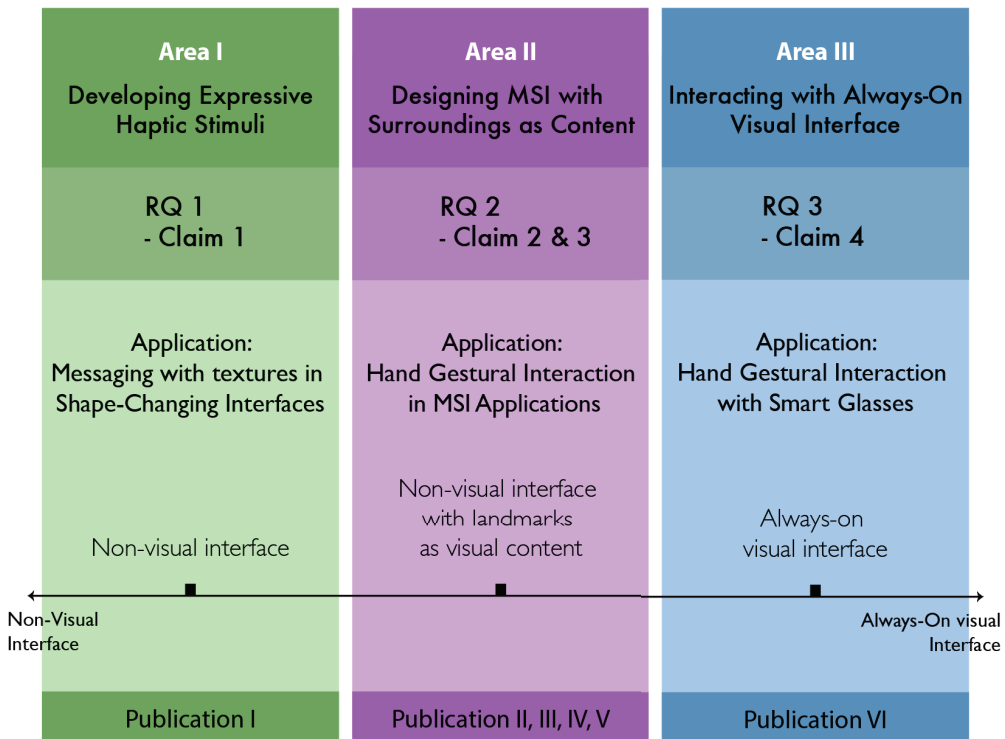 Area I
Developing Expressive
Haptic Stimuli
RQ 1
- Claim 1
Application:
Messaging with textures in
Shape-Changing Interfaces
Non-visual interface
Publication I
Area II
Designing MSI with
Surroundings as Content
RQ 2
- Claim 2 & 3
Application:
Hand Gestural Interaction
in MSI Applications
Non-visual interface
with landmarks
as visual content
Publication II, III, IV, V
Area III
Interacting with Always-On
Visual Interface
RQ 3
- Claim 4
Application:
Hand Gestural Interaction
with Smart Glasses
Always-on
visual interface
Publication VI
Non-Visual
Interface
Always-On visual
Interface